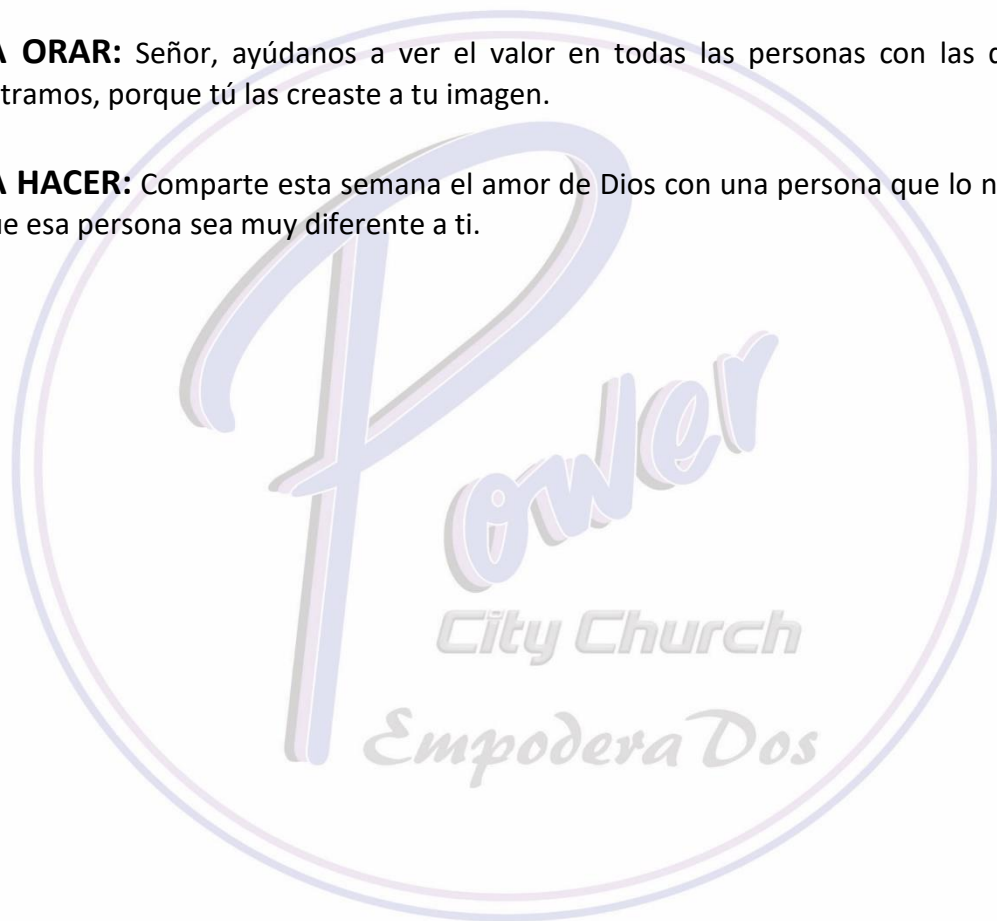 A ORAR: Señor, ayúdanos a ver el valor en todas las personas con las
tramos, porque tú las creaste a tu imagen.
A HACER: Comparte esta semana el amor de Dios con una persona que lo
esa persona sea muy diferente a ti.
Power
City Church
EmpoderaDos